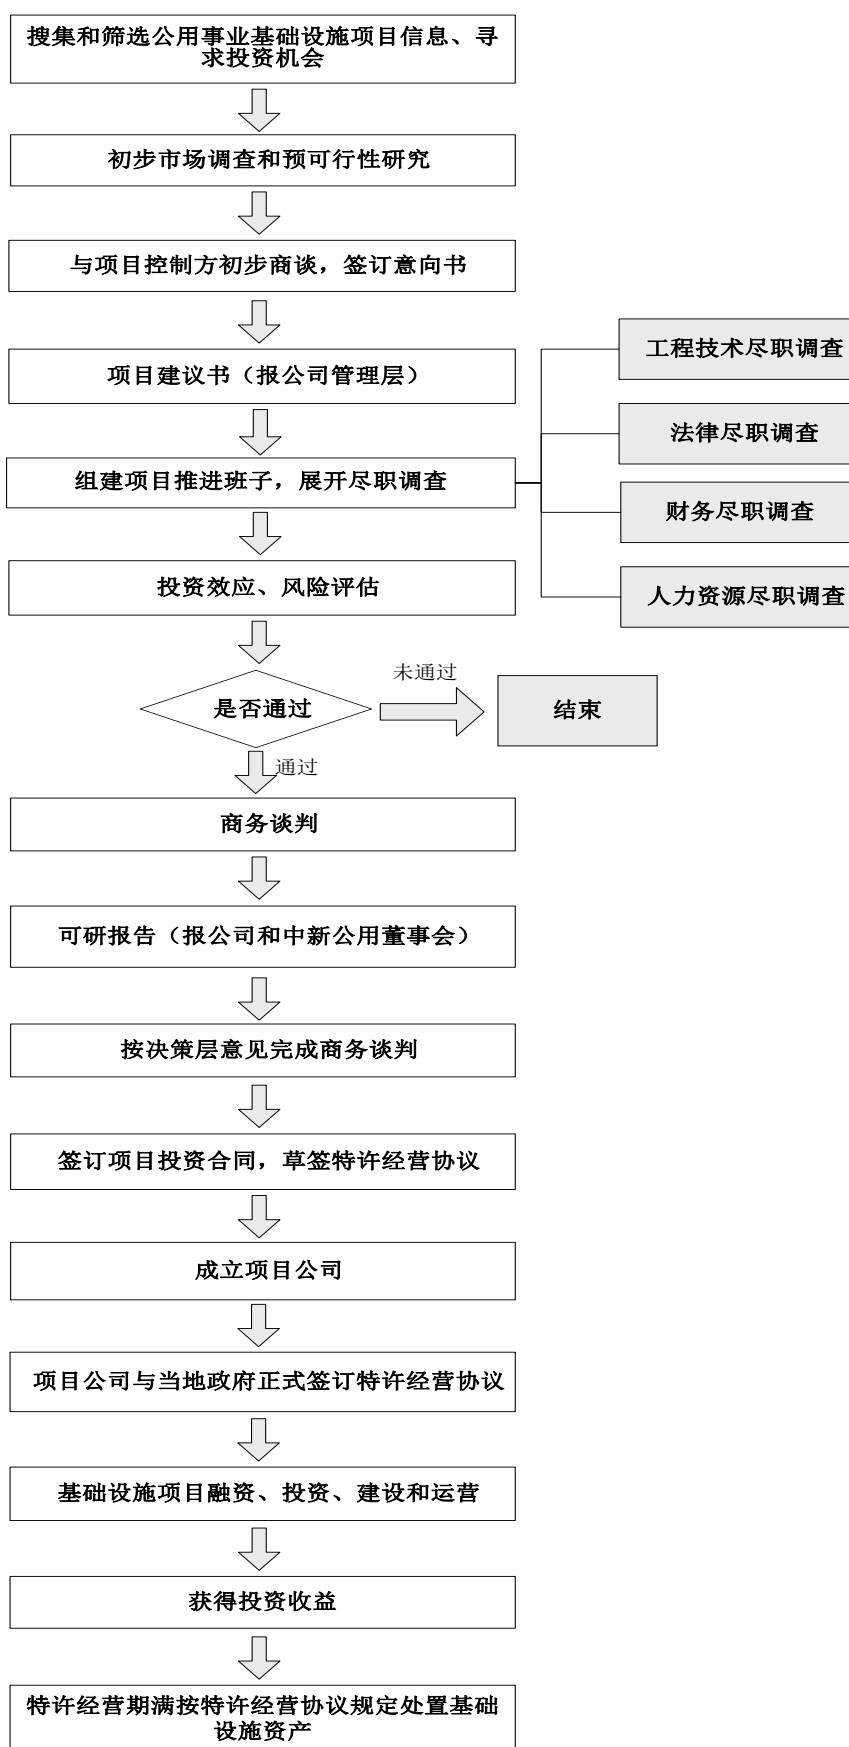 搜集和筛选公用事业基础设施项目信息、寻
求投资机会
初步市场调查和预可行性研究
与项目控制方初步商谈，签订意向书
项目建议书（报公司管理层）
组建项目推进班子，展开尽职调查
工程技术尽职调查
法律尽职调查
财务尽职调查
人力资源尽职调查
投资效应、风险评估
是否通过
未通过
结束
通过
商务谈判
可研报告（报公司和中新公用董事会）
按决策层意见完成商务谈判
签订项目投资合同，草签特许经营协议
成立项目公司
项目公司与当地政府正式签订特许经营协议
基础设施项目融资、投资、建设和运营
获得投资收益
特许经营期满按特许经营协议规定处置基础
设施资产